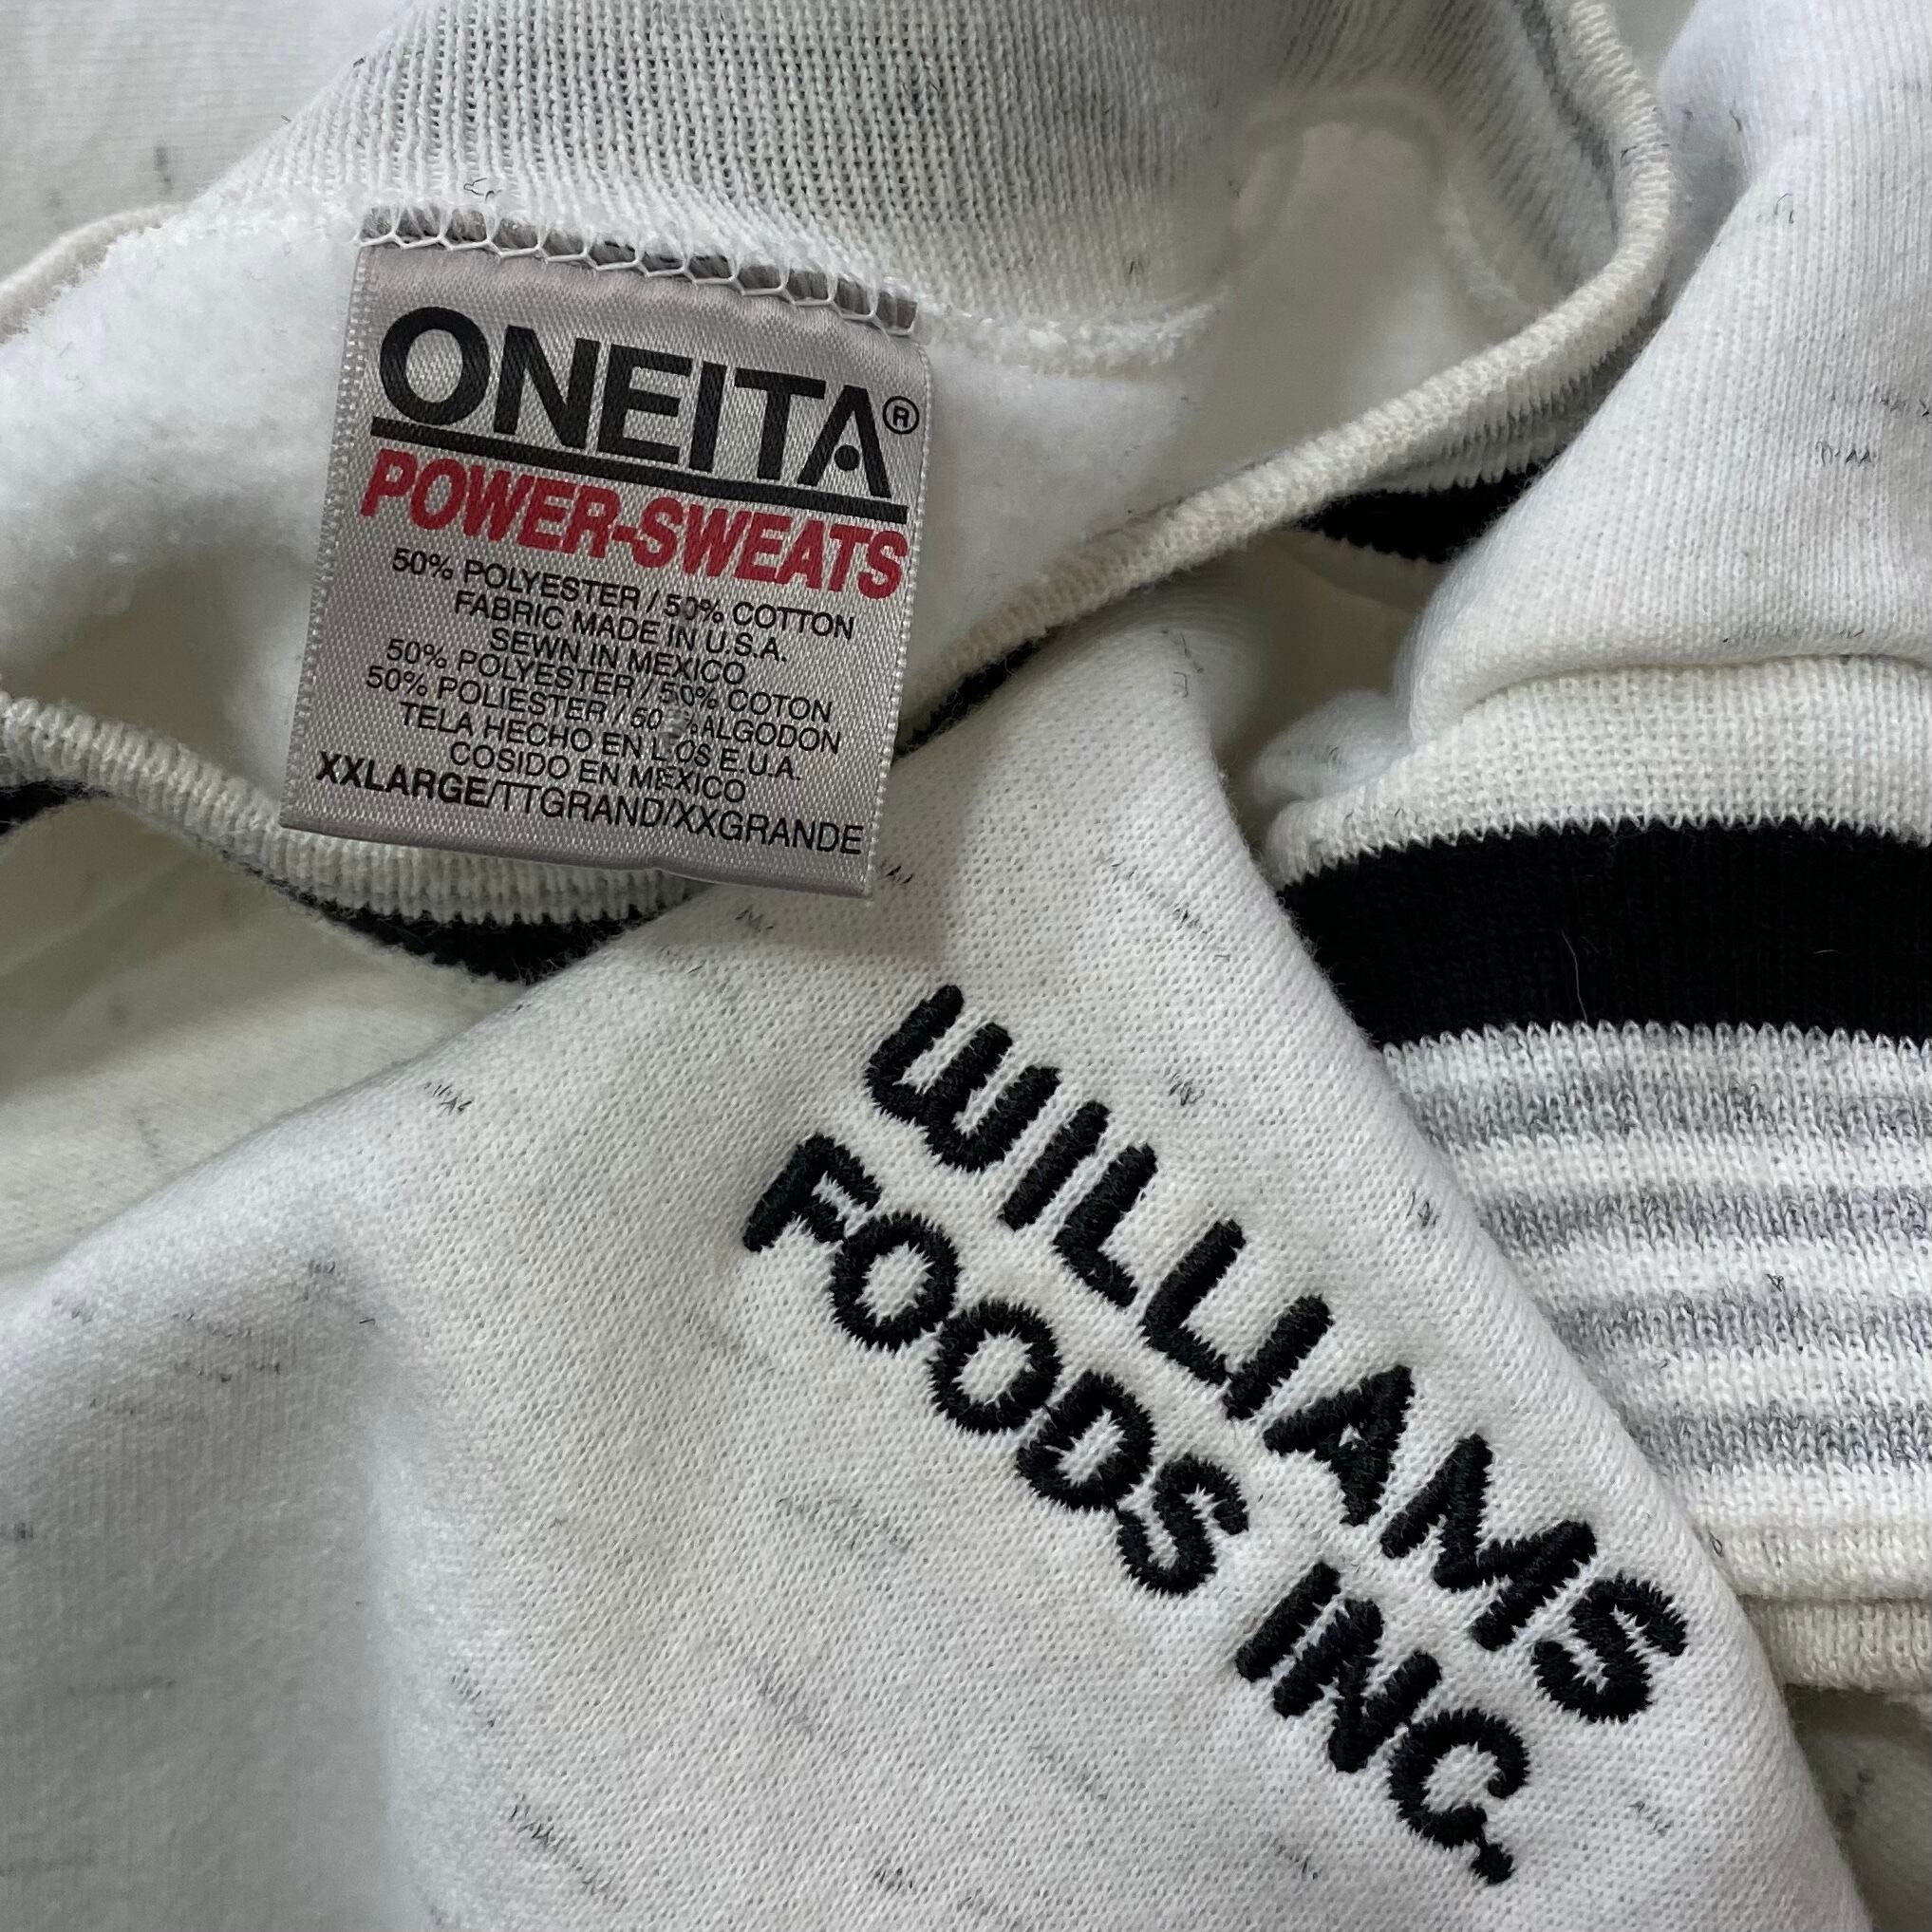 ONEITA®
POWER-SWEATS
50% POLYESTER / 50% COTTON
FABRIC MADE IN U.S.A.
SEWN IN MEXICO
50% POLYESTER / 50% COTON
50% POLIESTER / 50 %ALGODON
TELA HECHO EN LOS E.U.A.
COSIDO EN MEXICO
XXLARGE/TTGRAND/XXGRANDE
WILLIAMS
FOODS INC.